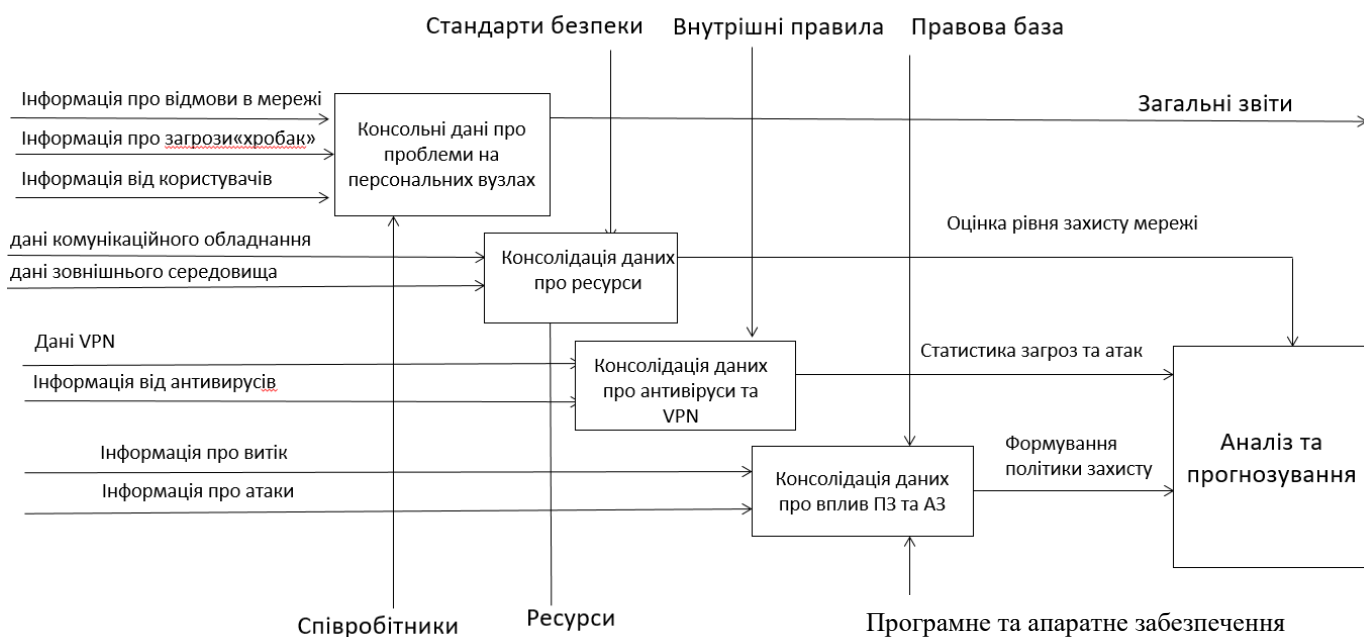 Стандарти безпеки
Внутрішні правила
Правова база
Інформація про відмови в мережі
Інформація про загрози«хробак»
Інформація від користувачів
Консольні дані про
проблеми на
персональних вузлах
Загальні звіти
дані комунікаційного обладнання
дані зовнішнього середовища
Консолідація даних
про ресурси
Оцінка рівня захисту мережі
Дані VPN
Інформація від антивирусів
Консолідація даних
про антивіруси та
VPN
Статистика загроз та атак
Інформація про витік
Інформація про атаки
Консолідація даних
про вплив ПЗ та АЗ
Формування
політики захисту
Аналіз та
прогнозування
Співробітники
Ресурси
Програмне та апаратне забезпечення